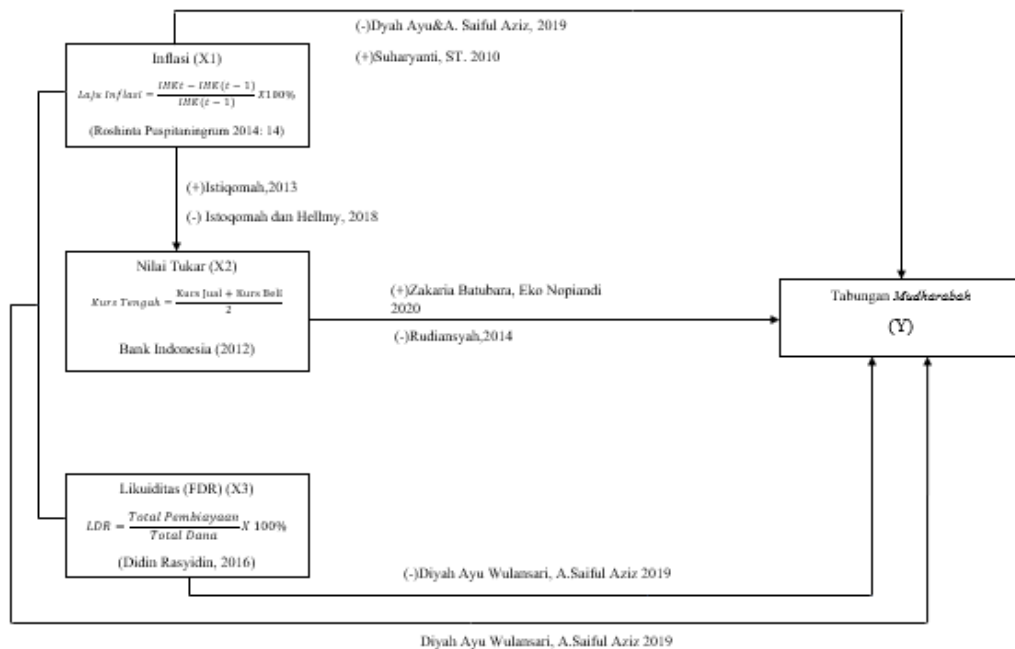 (-)Dyah Ayu&A. Saiful Aziz, 2019
(+)Suharyanti, ST. 2010
Inflasi (X1)
Laju Inflasi = IHKt − IHK (t − 1) / IHK (t − 1) X100%
(Roshinta Puspitaningrum 2014: 14)
(+)Istiqomah,2013
(-) Istoqomah dan Hellmy, 2018
Nilai Tukar (X2)
Kurs Tengah = Kurs Jual + Kurs Beli / 2
Bank Indonesia (2012)
(+)Zakaria Batubara, Eko Nopiandi
2020
(-)Rudiansyah,2014
Tabungan Mudharabah
(Y)
Likuiditas (FDR) (X3)
LDR = Total Pembiayaan / Total Dana X 100%
(Didin Rasyidin, 2016)
(-)Diyah Ayu Wulansari, A.Saiful Aziz 2019
Diyah Ayu Wulansari, A.Saiful Aziz 2019